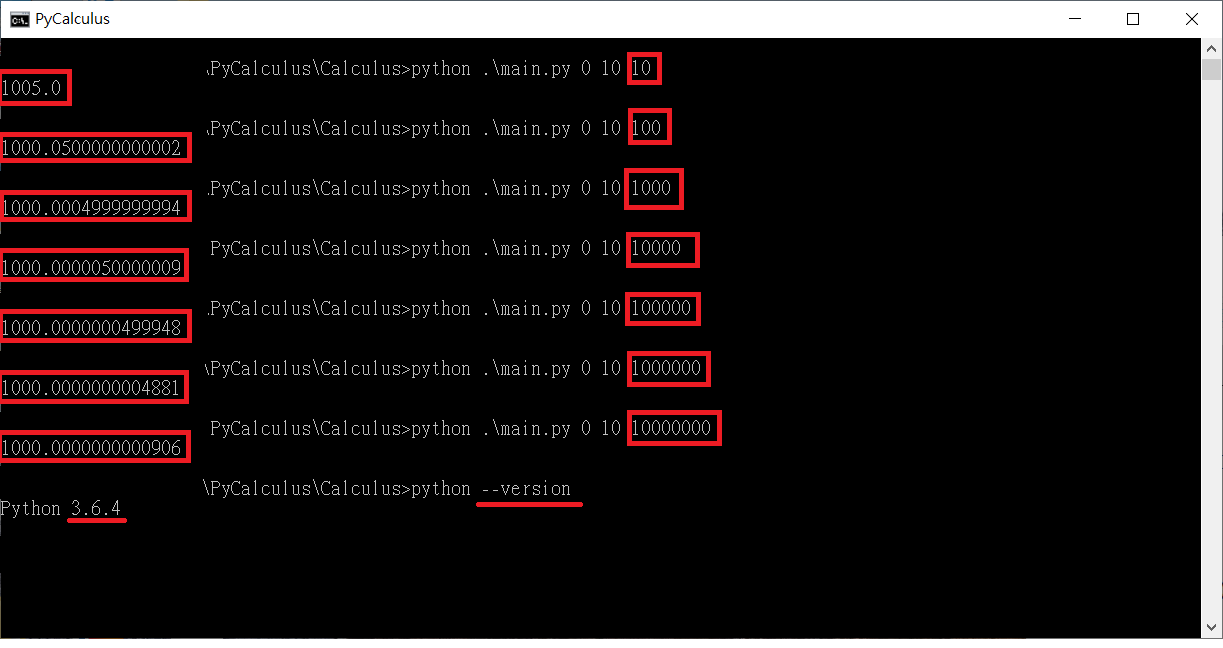 PyCalculus
\PyCalculus\Calculus>python .\main.py 0 10 10
1005.0
\PyCalculus\Calculus>python .\main.py 0 10 100
1000.0500000000002
.PyCalculus\Calculus>python .\main.py 0 10 1000
1000.0004999999994
PyCalculus\Calculus>python .\main.py 0 10 10000
1000.0000050000009
.PyCalculus\Calculus>python .\main.py 0 10 100000
1000.0000000499948
\PyCalculus\Calculus>python .\main.py 0 10 1000000
1000.0000000004881
PyCalculus\Calculus>python .\main.py 0 10 10000000
1000.0000000000906
\PyCalculus\Calculus>python --version
Python 3.6.4